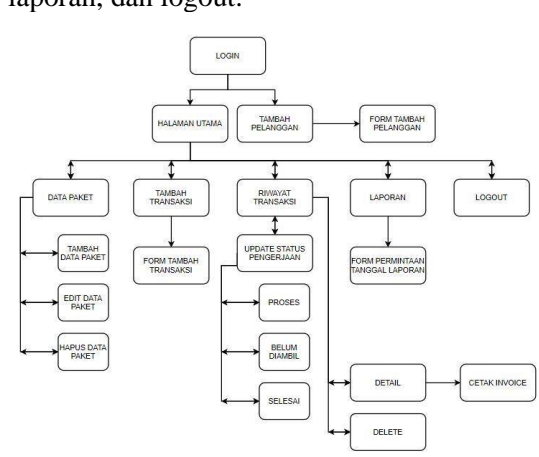 laporan, dan logout.
LOGIN
HALAMAN UTAMA
TAMBAH
PELANGGAN
FORM TAMBAH
PELANGGAN
DATA PAKET
TAMBAH
TRANSAKSI
RIWAYAT
TRANSAKSI
LAPORAN
LOGOUT
TAMBAH
DATA PAKET
FORM TAMBAH
TRANSAKSI
UPDATE STATUS
PENGERJAAN
FORM PERMINTAAN
TANGGAL LAPORAN
EDIT DATA
PAKET
PROSES
HAPUS DATA
PAKET
BELUM
DIAMBIL
DETAIL
CETAK INVOICE
SELESAI
DELETE